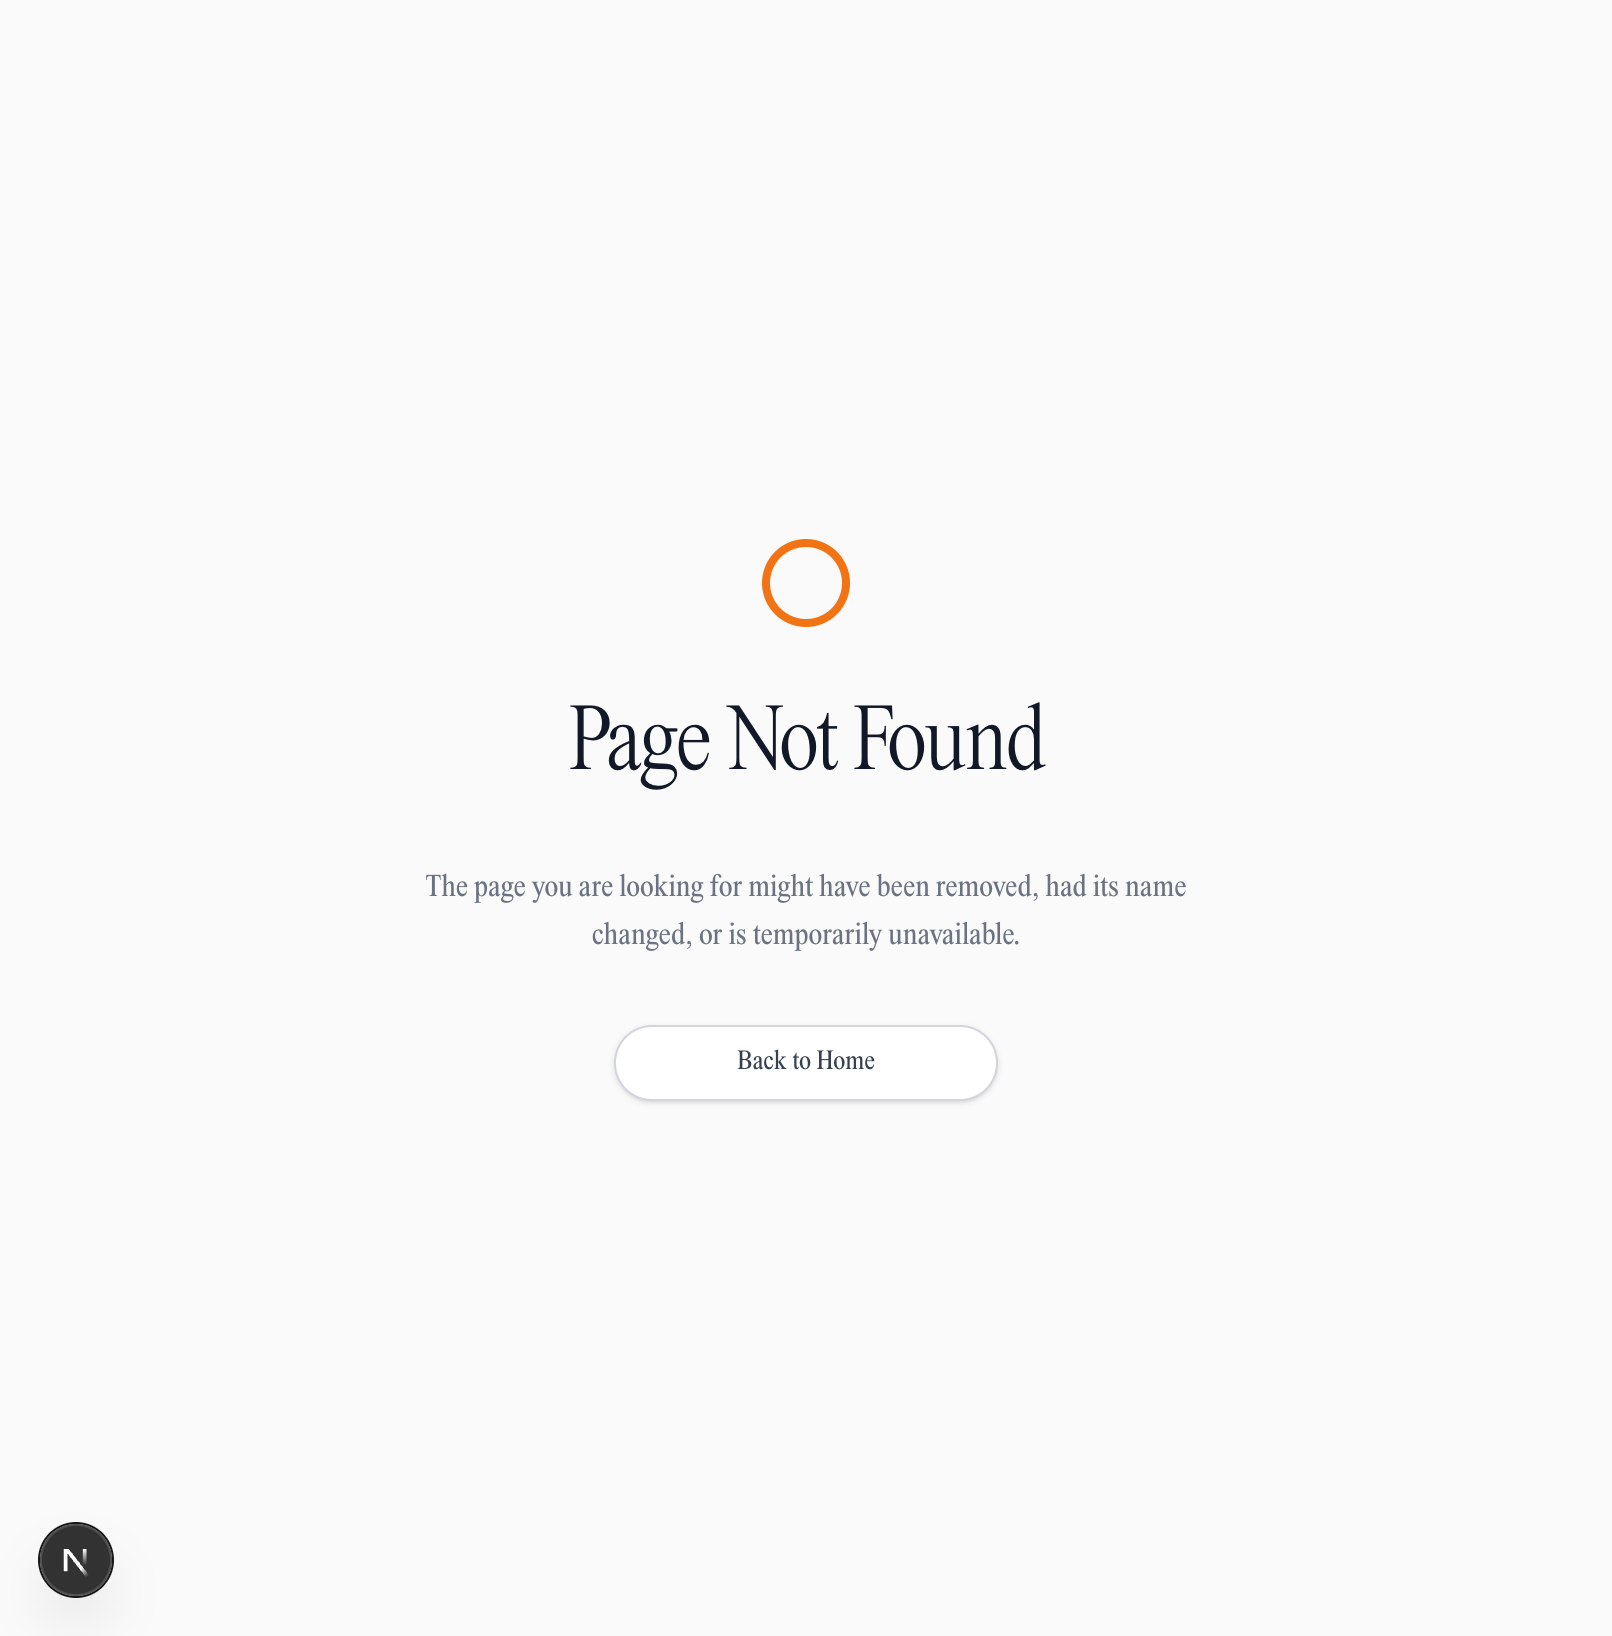 Page Not Found
The page you are looking for might have been removed, had its name
changed, or is temporarily unavailable.
Back to Home
N